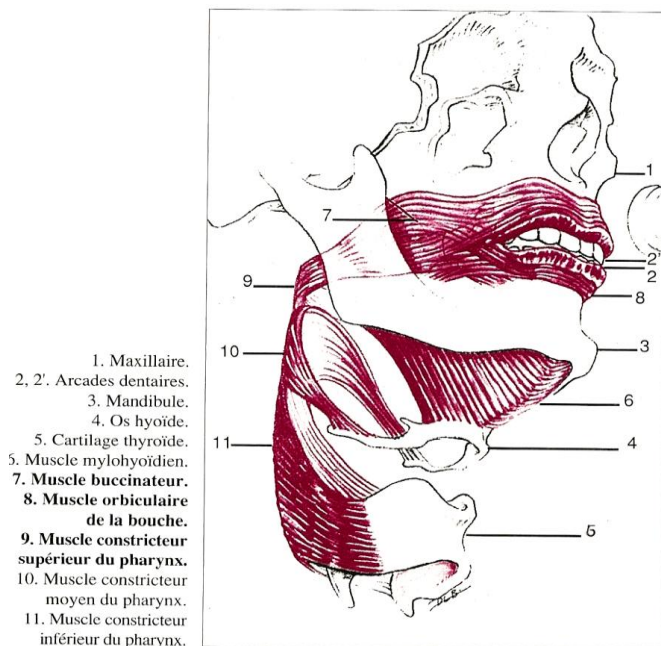 1. Maxillaire.
2, 2'. Arcades dentaires.
3. Mandibule.
4. Os hyoïde.
5. Cartilage thyroïde.
6. Muscle mylohyoïdien.
7. Muscle buccinateur.
8. Muscle orbiculaire
de la bouche.
9. Muscle constricteur
supérieur du pharynx.
10. Muscle constricteur
moyen du pharynx.
11. Muscle constricteur
inférieur du pharynx.
1
7
2'
2
9
8
10
3
6
11
4
5